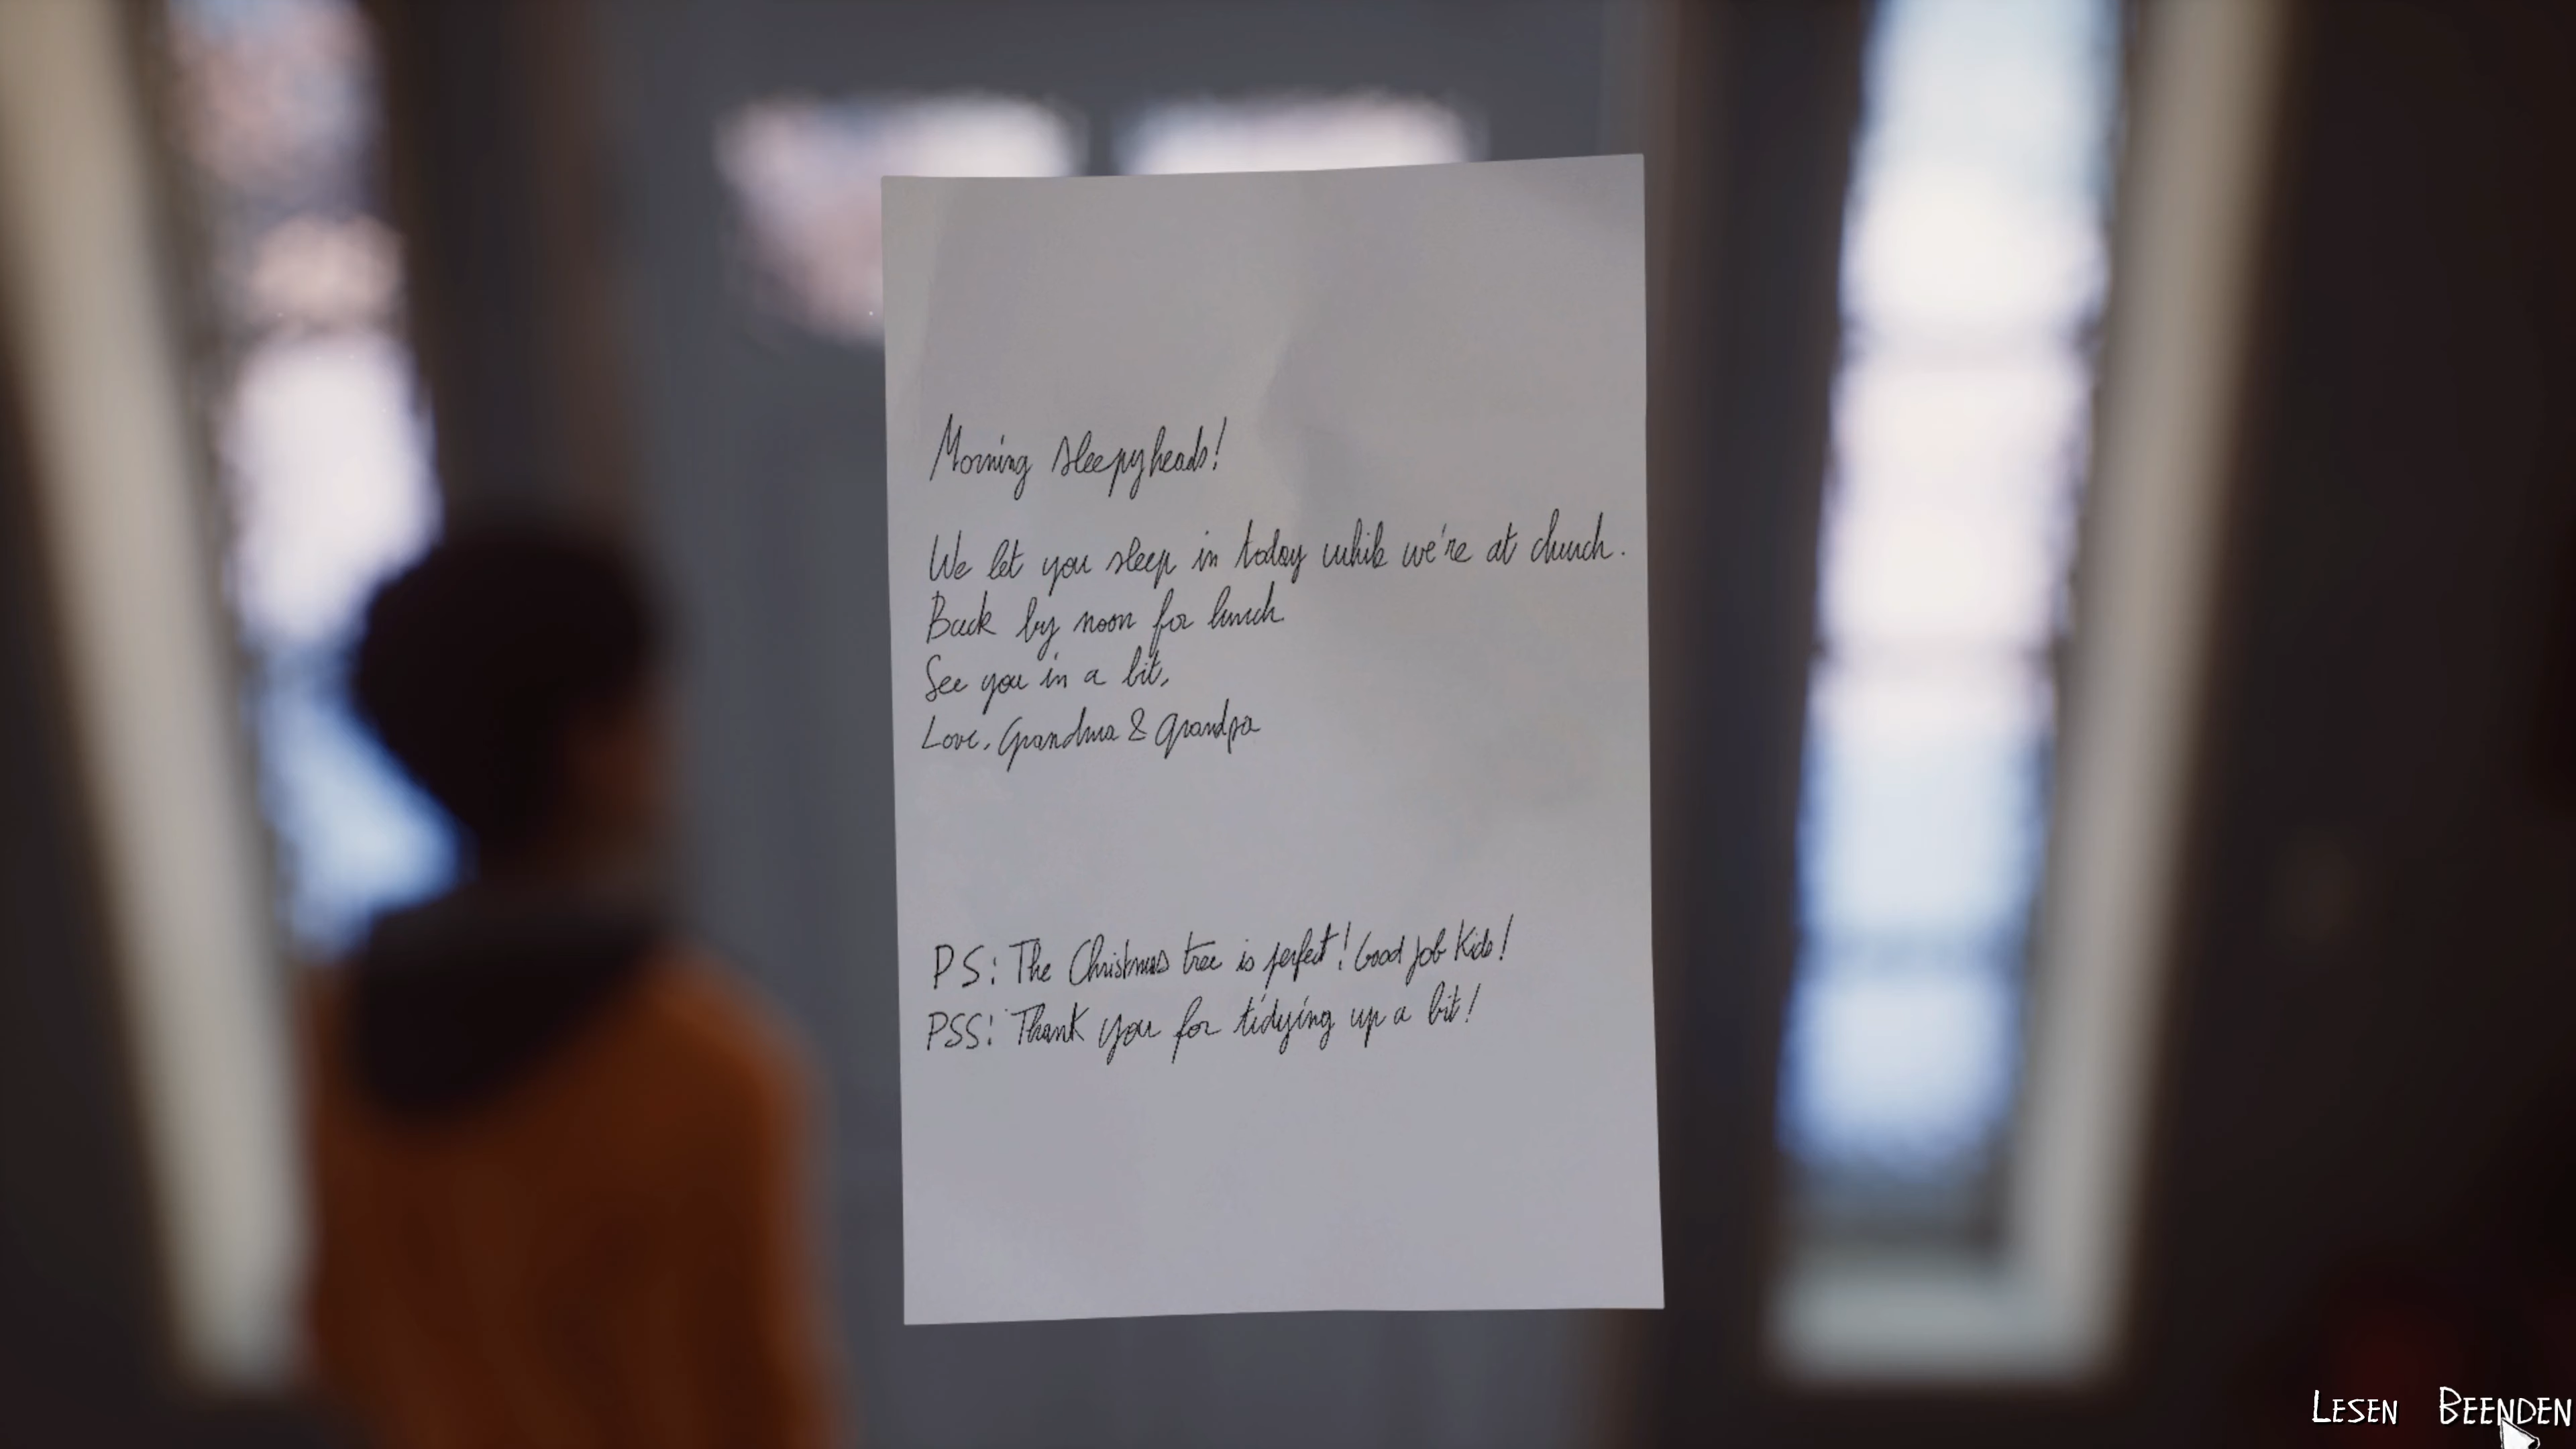 Morning sleepyheads!
We let you sleep in today while we're at church.
Back by noon for lunch.
See you in a bit,
Love, Grandma & Grandpa
PS: The Christmas tree is perfect! Good job Kids!
PSS: Thank you for tidying up a bit!
LESEN BEENDEN